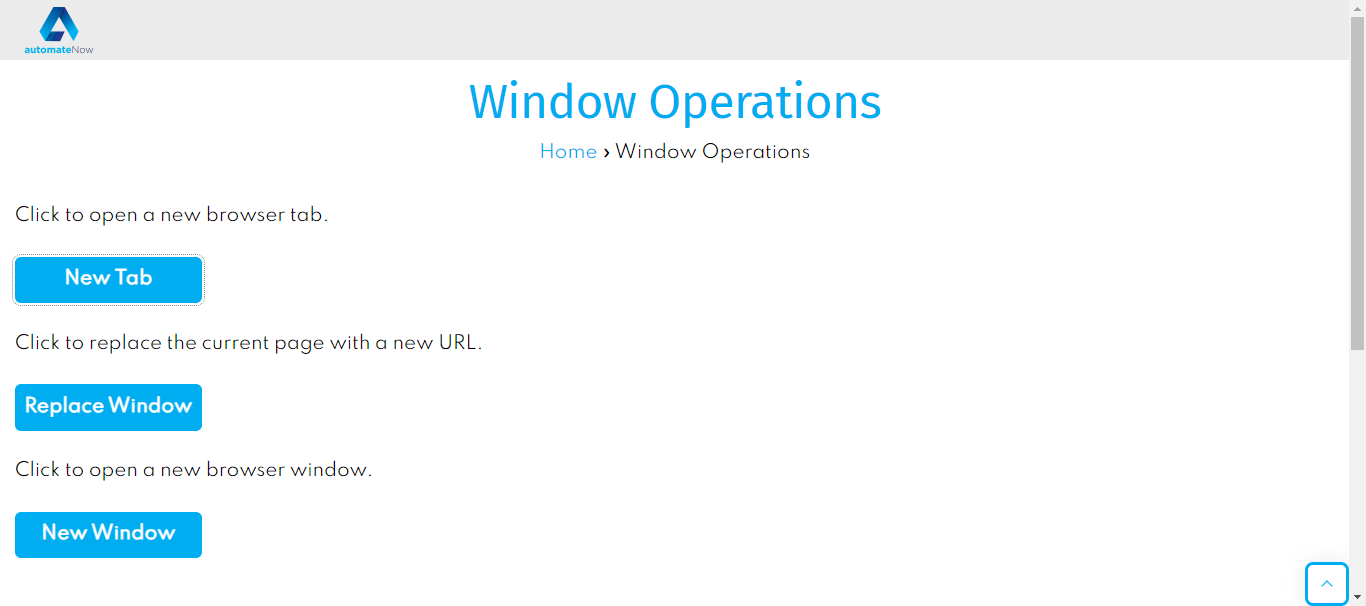 automateNow
Window Operations
Home › Window Operations
Click to open a new browser tab.
New Tab
Click to replace the current page with a new URL.
Replace Window
Click to open a new browser window.
New Window